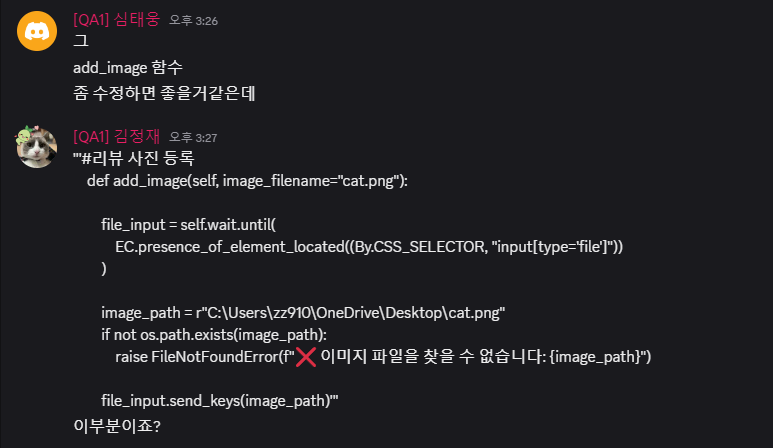 [QA1] 심태웅 오후 3:26
그
add_image 함수
좀 수정하면 좋을거같은데
[QA1] 김정재 오후 3:27
'''#리뷰 사진 등록
    def add_image(self, image_filename="cat.png"):
        file_input = self.wait.until(
            EC.presence_of_element_located((By.CSS_SELECTOR, "input[type='file']"))
        )
        image_path = r"C:\Users\zz910\OneDrive\Desktop\cat.png"
        if not os.path.exists(image_path):
            raise FileNotFoundError(f"❌ 이미지 파일을 찾을 수 없습니다: {image_path}")
        file_input.send_keys(image_path)'''
이부분이죠?